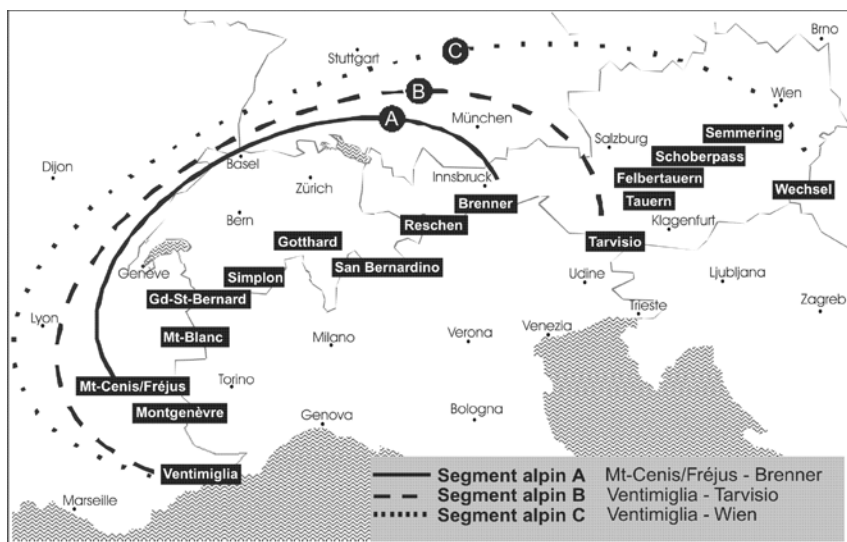 Brno
Stuttgart
C
Wien
B
München
A
Semmering
Salzburg
Schoberpass
Basel
Dijon
Felbertauern
Zürich
Innsbruck
Wechsel
Tauern
Brenner
Bern
Reschen
Klagenfurt
Gotthard
Tarvisio
San Bernardino
Genève
Simplon
Udine
Ljubljana
Gd-St-Bernard
Trieste
Zagreb
Lyon
Mt-Blanc
Milano
Verona
Venezia
Mt-Cenis/Fréjus
Torino
Montgenèvre
Genova
Bologna
Ventimiglia
Segment alpin A Mt-Cenis/Fréjus - Brenner
Segment alpin B Ventimiglia - Tarvisio
Marseille
Segment alpin C Ventimiglia - Wien